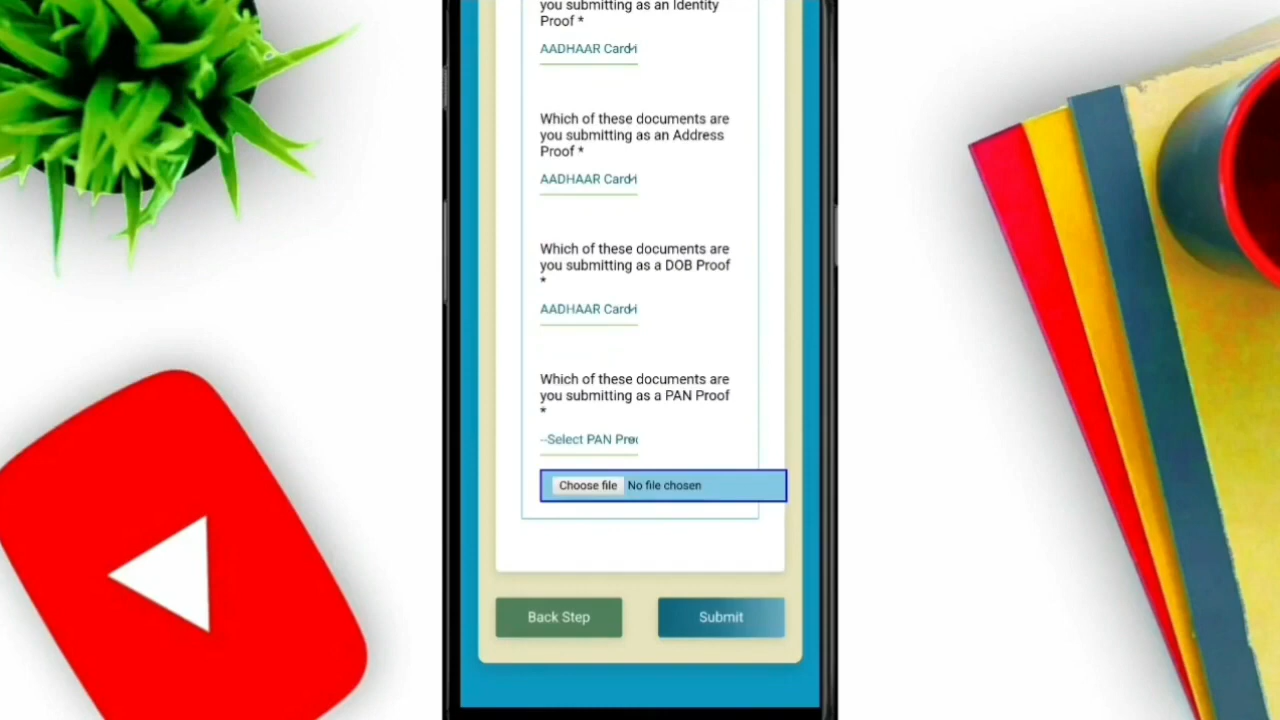 you submitting as an Identity
Proof *
AADHAAR Card i
Which of these documents are
you submitting as an Address
Proof *
AADHAAR Card i
Which of these documents are
you submitting as a DOB Proof
*
AADHAAR Card i
Which of these documents are
you submitting as a PAN Proof
*
--Select PAN Proo
Choose file No file chosen
Back Step
Submit